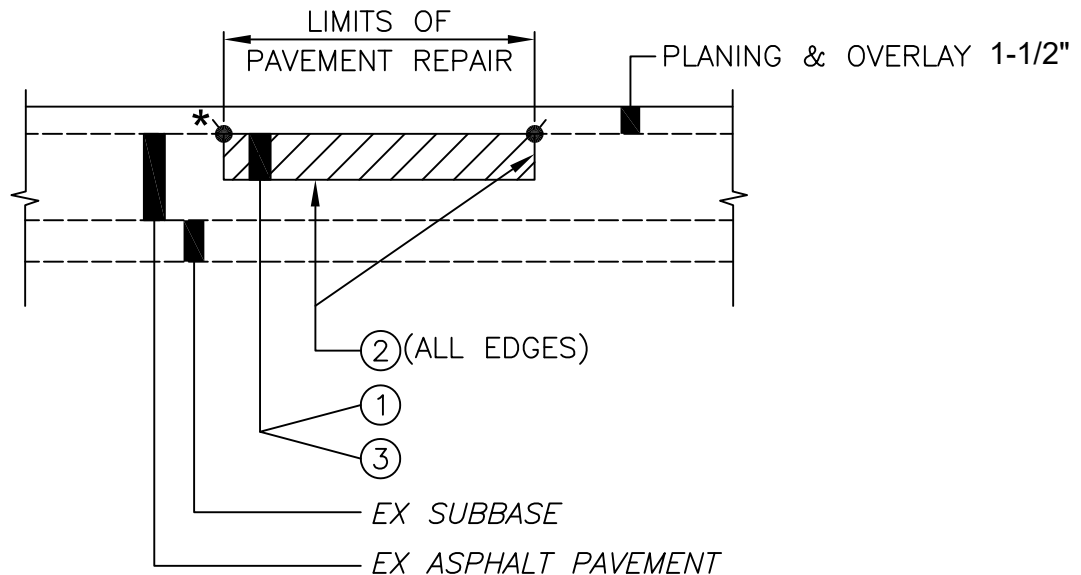 LIMITS OF
PAVEMENT REPAIR
PLANING & OVERLAY 1-1/2"
*
2 (ALL EDGES)
1
3
EX SUBBASE
EX ASPHALT PAVEMENT